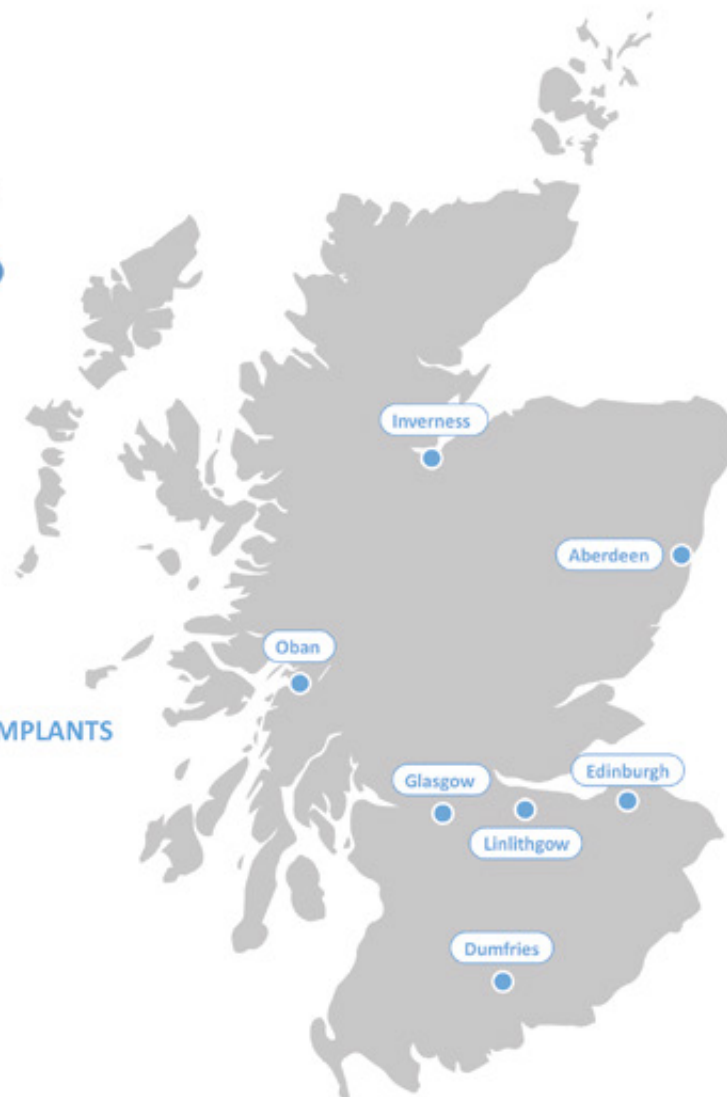 Inverness
Aberdeen
Oban
MPLANTS
Glasgow
Edinburgh
Linlithgow
Dumfries